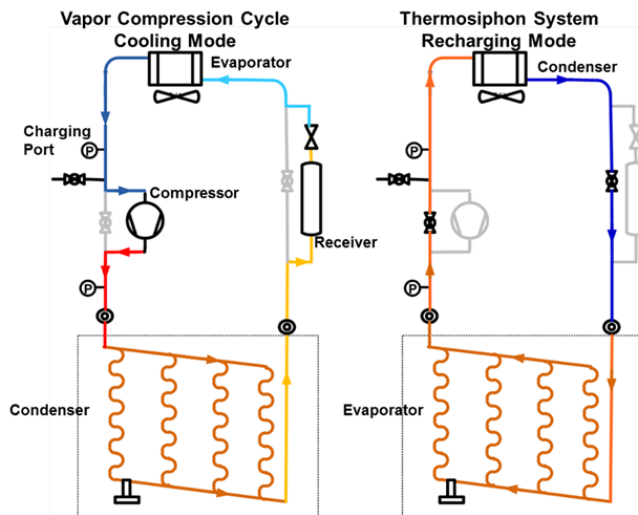 Vapor Compression Cycle
Cooling Mode
Evaporator
Charging
Port
P
Compressor
Receiver
P
Condenser
Thermosiphon System
Recharging Mode
Condenser
P
P
Evaporator